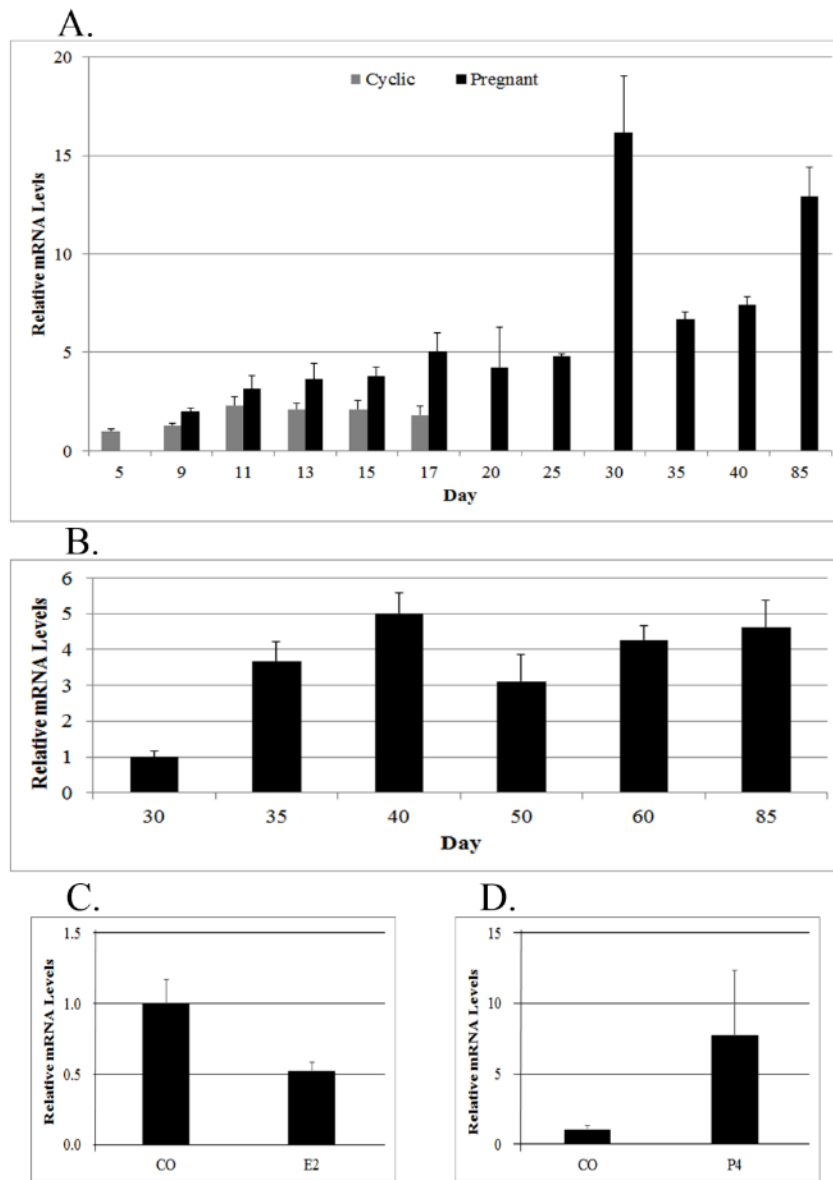 A.
20
15
10
5
0
Relative mRNA Levls
Cyclic Pregnant
5 9 11 13 15 17 20 25 30 35 40 85
Day
B.
6
5
4
3
2
1
0
Relative mRNA Levels
30 35 40 50 60 85
Day
C.
1.5
1.0
0.5
0.0
Relative mRNA Levels
CO E2
D.
15
10
5
0
Relative mRNA Levels
CO P4